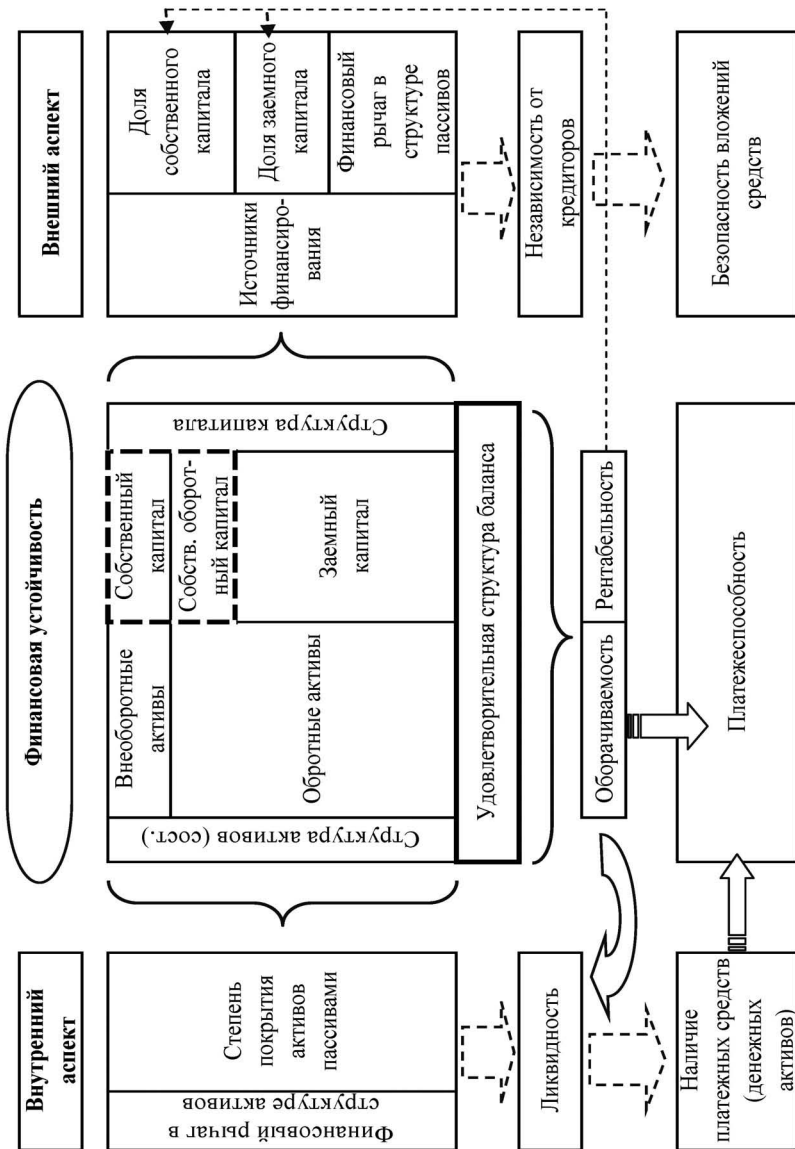 Финансовая устойчивость
Внутренний
аспект
Внешний аспект
Финансовый рычаг в
структуре активов
Степень
покрытия
активов
пассивами
Структура активов (сост.)
Внеоборотные
активы
Обротные активы
Собственный
капитал
Собств. оборот-
ный капитал
Заемный
капитал
Структура капитала
Источники
финансиро-
вания
Доля
собственного
капитала
Доля заемного
капитала
Финансовый
рычаг в
структуре
пассивов
Удовлетворительная структура баланса
Ликвидность
Оборачиваемость
Рентабельность
Независимость от
кредиторов
Наличие
платежных средств
(денежных
активов)
Платежеспособность
Безопасность вложений
средств